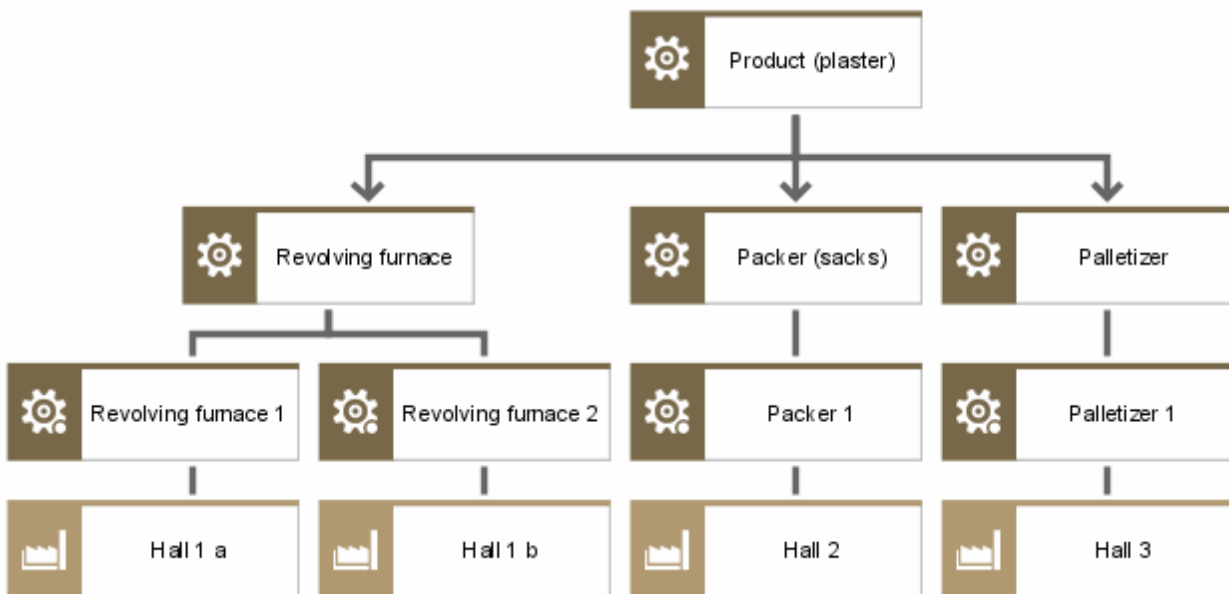 Product (plaster)
Revolving furnace
Packer (sacks)
Palletizer
Revolving furnace 1
Revolving furnace 2
Packer 1
Palletizer 1
Hall 1 a
Hall 1 b
Hall 2
Hall 3